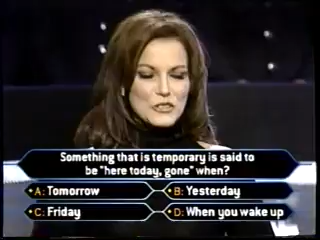 Something that is temporary is said to
be "here today, gone" when?
A: Tomorrow
B: Yesterday
C: Friday
D: When you wake up